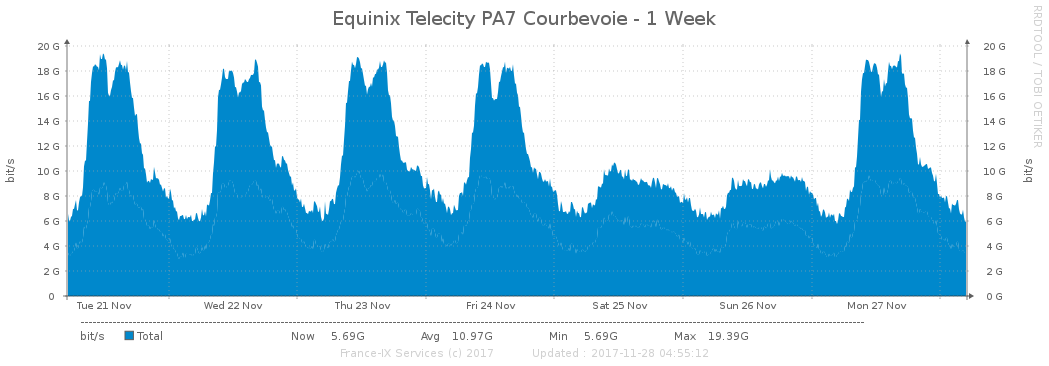 Equinix Telecity PA7 Courbevoie - 1 Week
RRDTOOL / TOBI OETIKER
bit/s
20 G
18 G
16 G
14 G
12 G
10 G
8 G
6 G
4 G
2 G
0
20 G
18 G
16 G
14 G
12 G
10 G
8 G
6 G
4 G
2 G
0 G
bit/s
Tue 21 Nov Wed 22 Nov Thu 23 Nov Fri 24 Nov Sat 25 Nov Sun 26 Nov Mon 27 Nov
bit/s Total Now 5.69G Avg 10.97G Min 5.69G Max 19.39G
France-IX Services (c) 2017 Updated : 2017-11-28 04:55:12